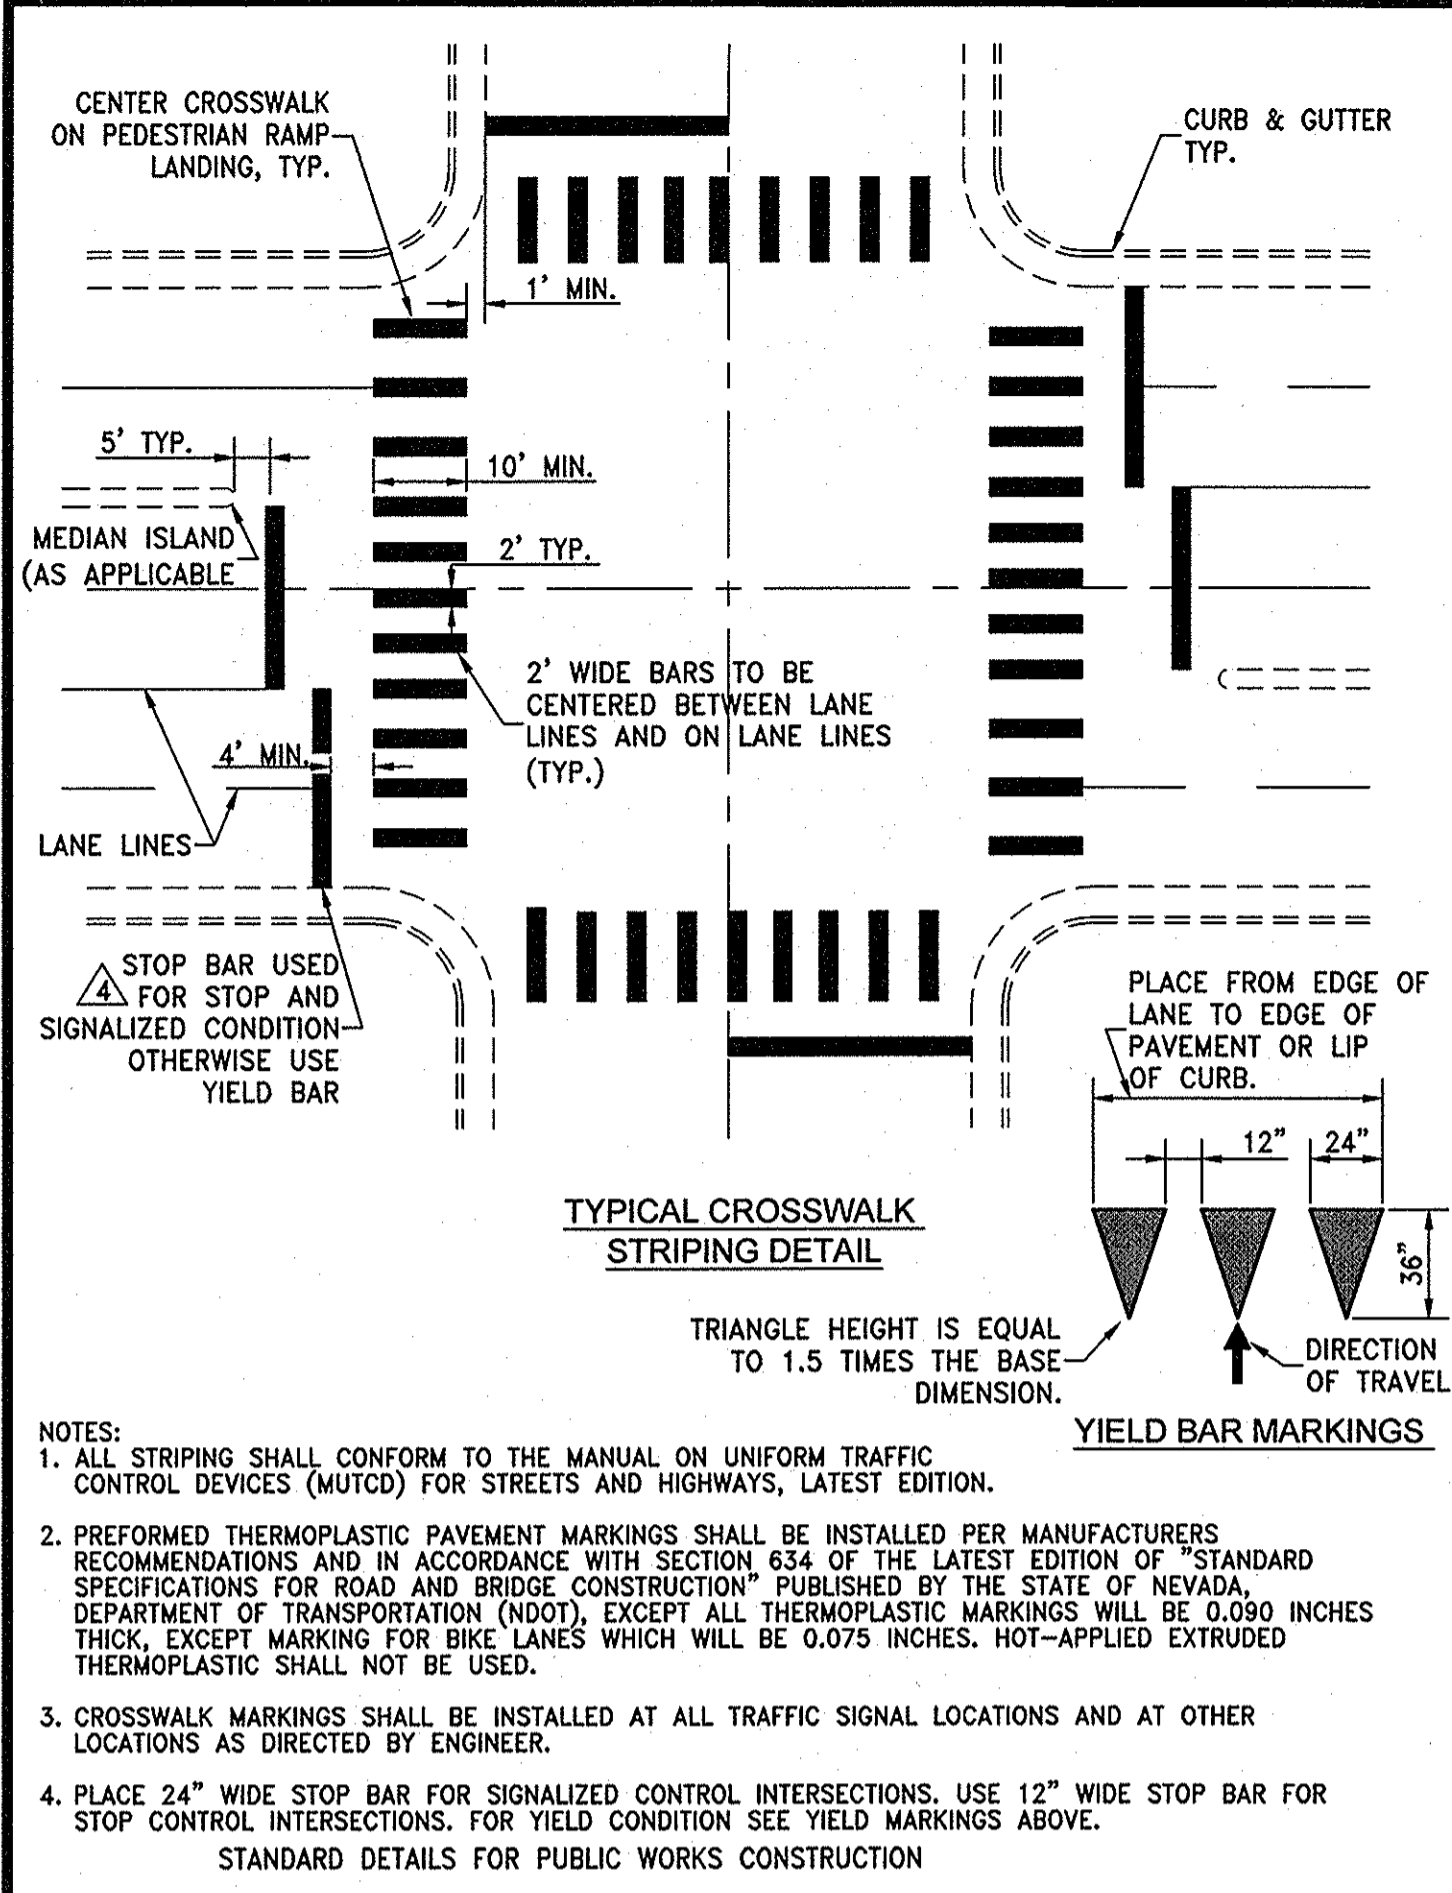 CENTER CROSSWALK
ON PEDESTRIAN RAMP
LANDING, TYP.
CURB & GUTTER
TYP.
1' MIN.
5' TYP.
10' MIN.
MEDIAN ISLAND
(AS APPLICABLE
2' TYP.
2' WIDE BARS TO BE
CENTERED BETWEEN LANE
LINES AND ON LANE LINES
(TYP.)
4' MIN.
LANE LINES
4
STOP BAR USED
FOR STOP AND
SIGNALIZED CONDITION
OTHERWISE USE
YIELD BAR
PLACE FROM EDGE OF
LANE TO EDGE OF
PAVEMENT OR LIP
OF CURB.
12"
24"
36"
TYPICAL CROSSWALK
STRIPING DETAIL
TRIANGLE HEIGHT IS EQUAL
TO 1.5 TIMES THE BASE
DIMENSION.
DIRECTION
OF TRAVEL
YIELD BAR MARKINGS
NOTES:
1. ALL STRIPING SHALL CONFORM TO THE MANUAL ON UNIFORM TRAFFIC
CONTROL DEVICES (MUTCD) FOR STREETS AND HIGHWAYS, LATEST EDITION.
2. PREFORMED THERMOPLASTIC PAVEMENT MARKINGS SHALL BE INSTALLED PER MANUFACTURERS
RECOMMENDATIONS AND IN ACCORDANCE WITH SECTION 634 OF THE LATEST EDITION OF "STANDARD
SPECIFICATIONS FOR ROAD AND BRIDGE CONSTRUCTION" PUBLISHED BY THE STATE OF NEVADA,
DEPARTMENT OF TRANSPORTATION (NDOT), EXCEPT ALL THERMOPLASTIC MARKINGS WILL BE 0.090 INCHES
THICK, EXCEPT MARKING FOR BIKE LANES WHICH WILL BE 0.075 INCHES. HOT-APPLIED EXTRUDED
THERMOPLASTIC SHALL NOT BE USED.
3. CROSSWALK MARKINGS SHALL BE INSTALLED AT ALL TRAFFIC SIGNAL LOCATIONS AND AT OTHER
LOCATIONS AS DIRECTED BY ENGINEER.
4. PLACE 24" WIDE STOP BAR FOR SIGNALIZED CONTROL INTERSECTIONS. USE 12" WIDE STOP BAR FOR
STOP CONTROL INTERSECTIONS. FOR YIELD CONDITION SEE YIELD MARKINGS ABOVE.
STANDARD DETAILS FOR PUBLIC WORKS CONSTRUCTION